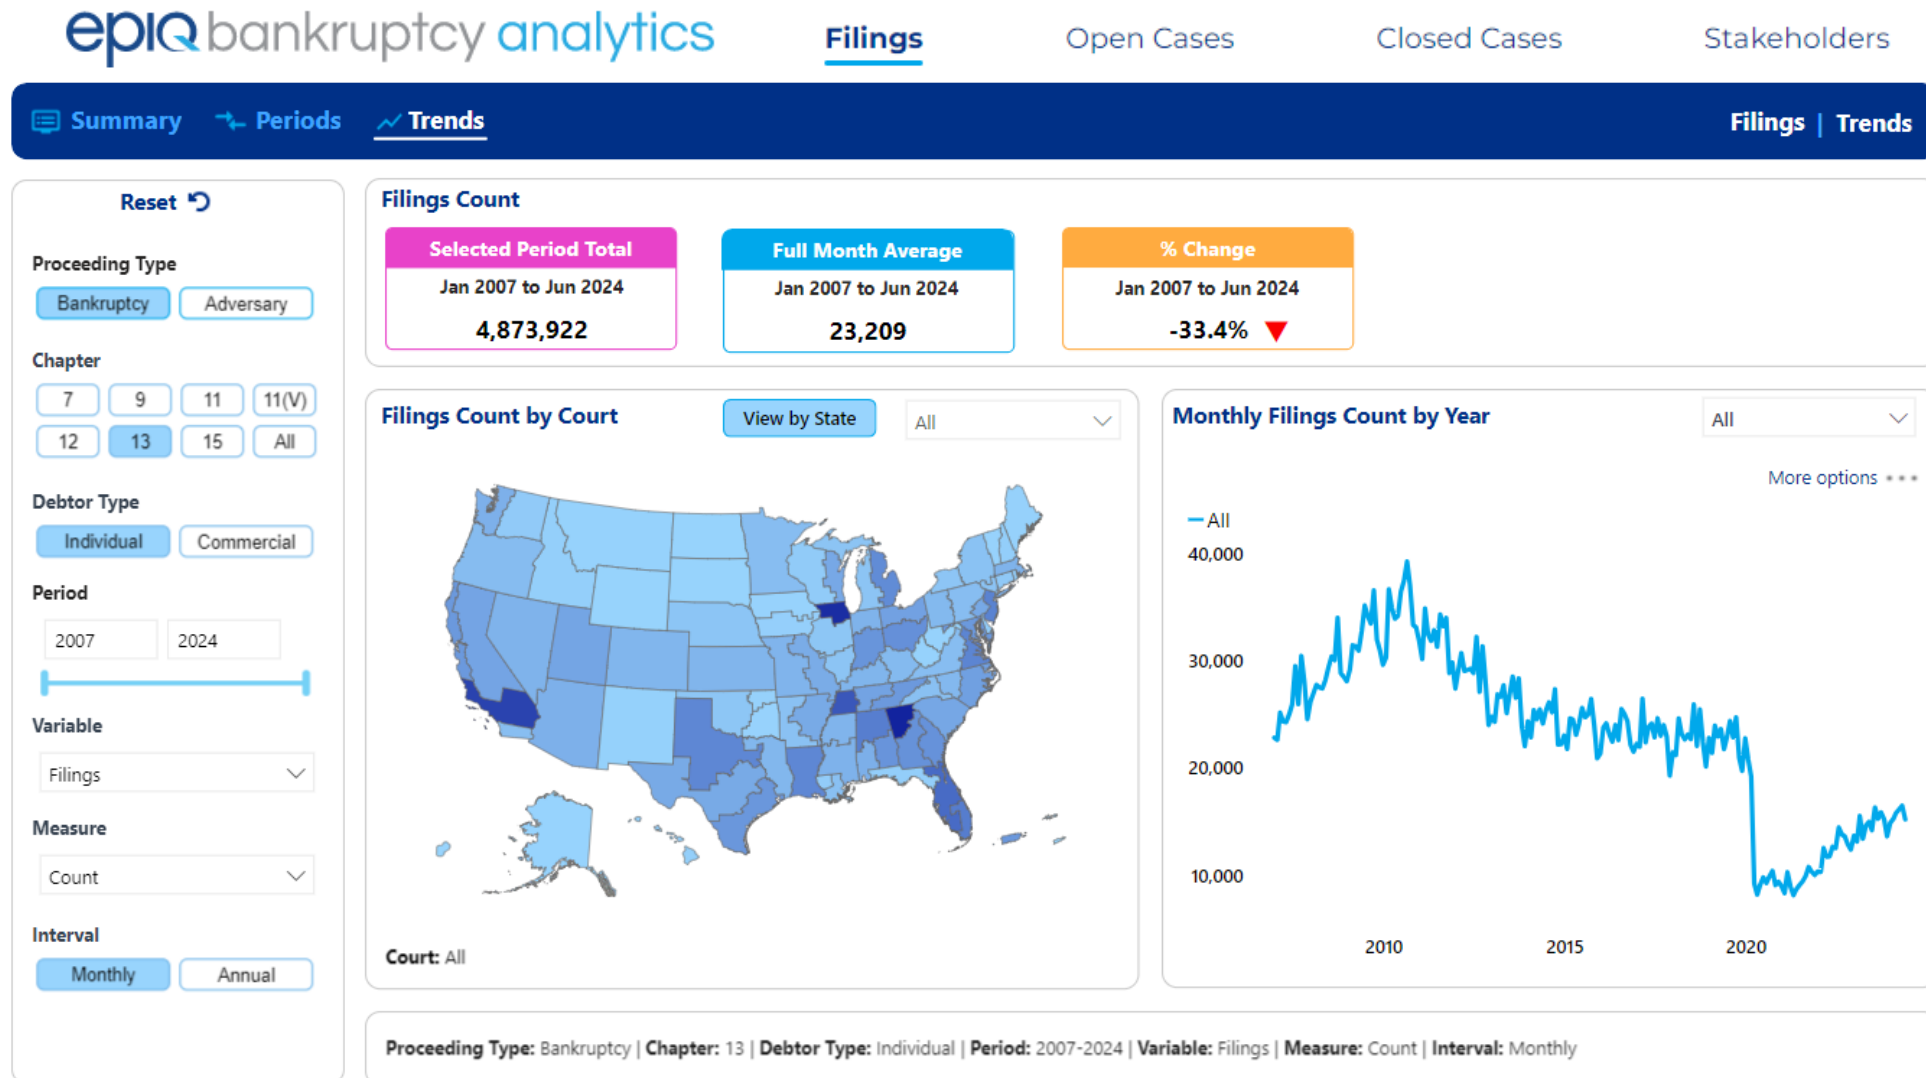 epiq bankruptcy analytics
Filings
Open Cases
Closed Cases
Stakeholders
Summary
Periods
Trends
Filings | Trends
Reset
Proceeding Type
Bankruptcy
Adversary
Chapter
7
9
11
11(V)
12
13
15
All
Debtor Type
Individual
Commercial
Period
2007
2024
Variable
Filings
Measure
Count
Interval
Monthly
Annual
Filings Count
Selected Period Total
Jan 2007 to Jun 2024
4,873,922
Full Month Average
Jan 2007 to Jun 2024
23,209
% Change
Jan 2007 to Jun 2024
-33.4%
Filings Count by Court
View by State
All
Court: All
Monthly Filings Count by Year
All
More options
All
40,000
30,000
20,000
10,000
2010
2015
2020
Proceeding Type: Bankruptcy | Chapter: 13 | Debtor Type: Individual | Period: 2007-2024 | Variable: Filings | Measure: Count | Interval: Monthly